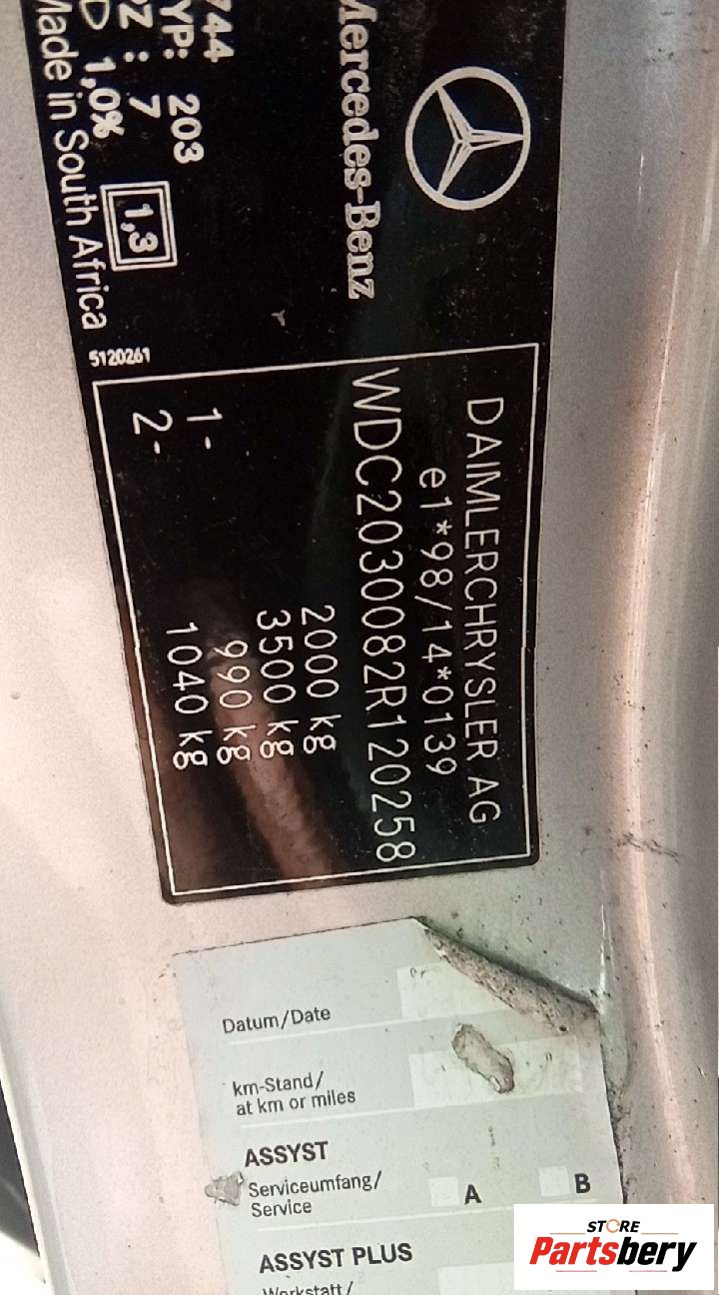 Mercedes-Benz
744
YP: 203
Z : 7
D 1,0%
1,3
Made in South Africa
5120261
DAIMLERCHRYSLER AG
e1*98/14*0139
WDC2030082R120258
2000 kg
3500 kg
1- 990 kg
2- 1040 kg
Datum/Date
km-Stand/
at km or miles
ASSYST
Serviceumfang/
Service
A
B
ASSYST PLUS
Werkstatt/
STORE
Partsbery